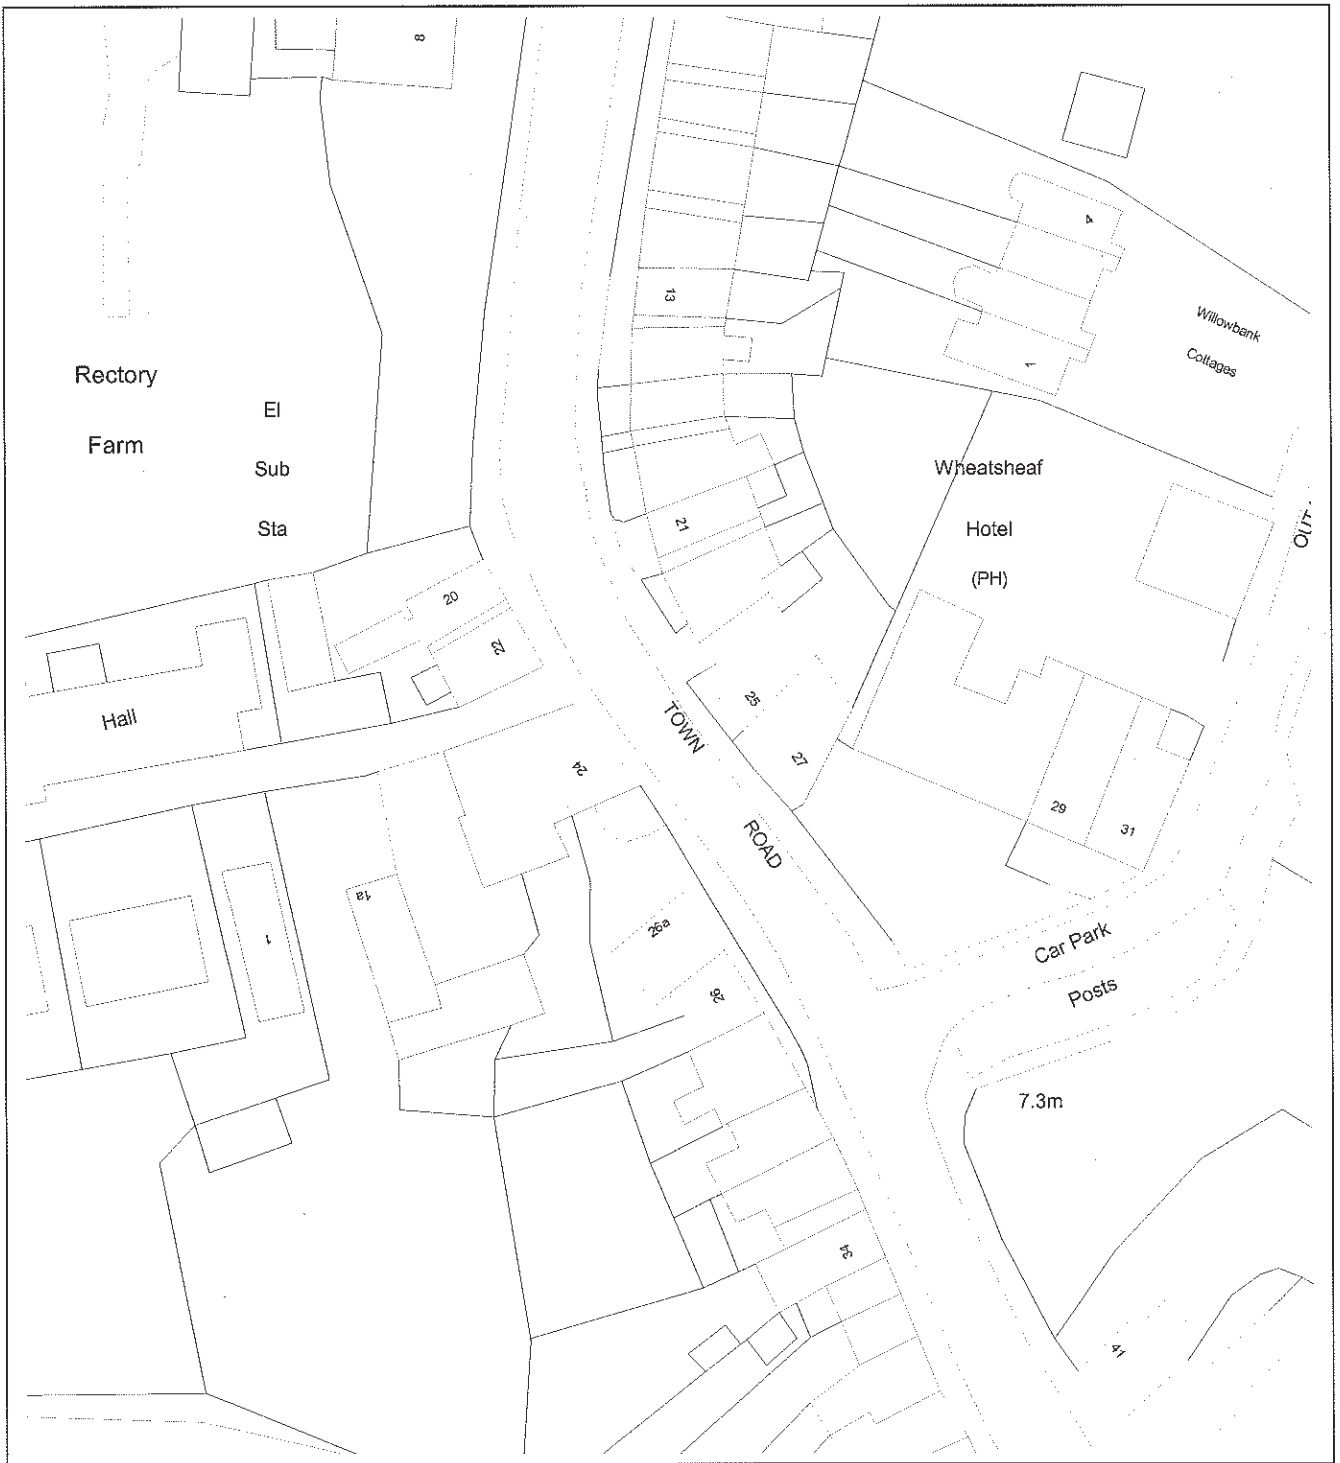 8
4
13
Willowbank
Cottages
1
Rectory
Farm
El
Sub
Sta
Wheatsheaf
Hotel
(PH)
21
20
22
Hall
25
TOWN
27
24
29
31
ROAD
1a
1
26a
26
Car Park
Posts
7.3m
34
41